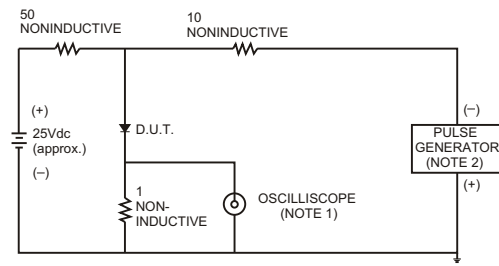 50
NONINDUCTIVE
10
NONINDUCTIVE
(+)
25Vdc
(approx.)
(–)
D.U.T.
1
NON-
INDUCTIVE
OSCILLISCOPE
(NOTE 1)
(–)
PULSE
GENERATOR
(NOTE 2)
(+)